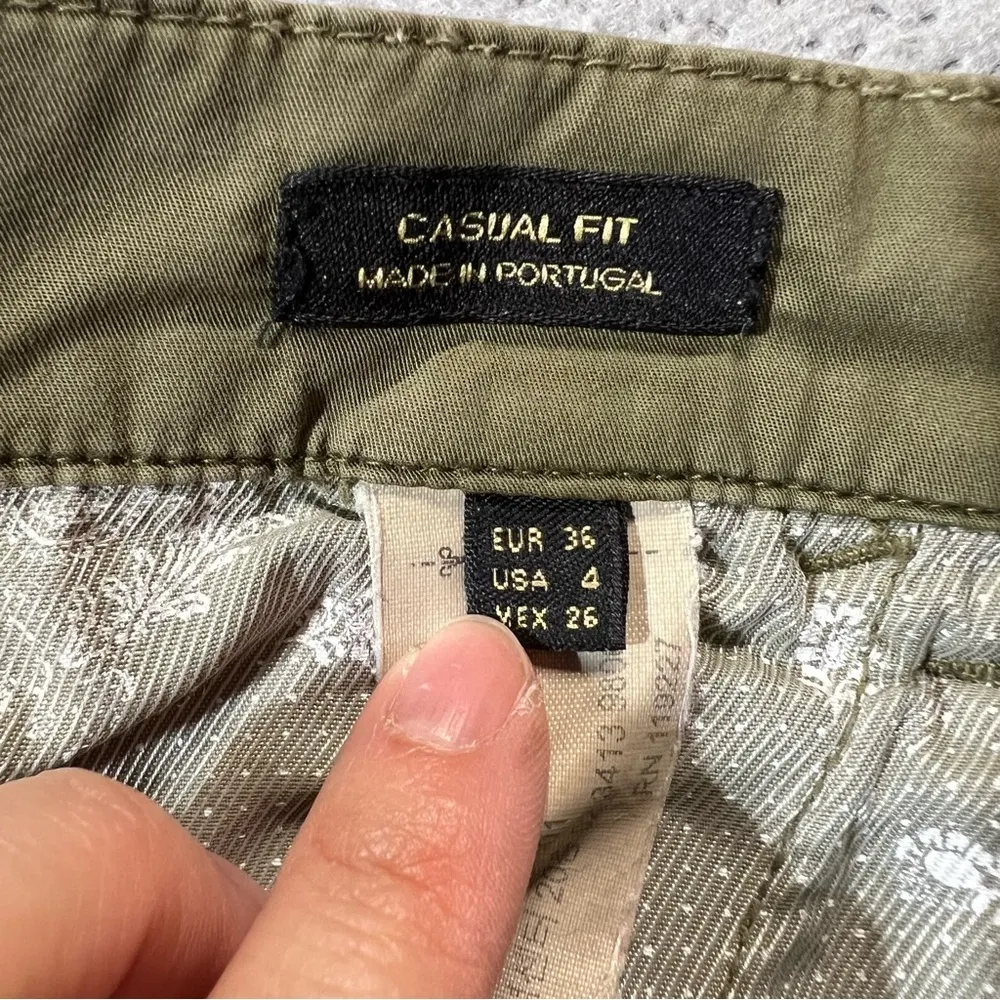 CASUAL FIT
MADE IN PORTUGAL
EUR 36
USA 4
MEX 26